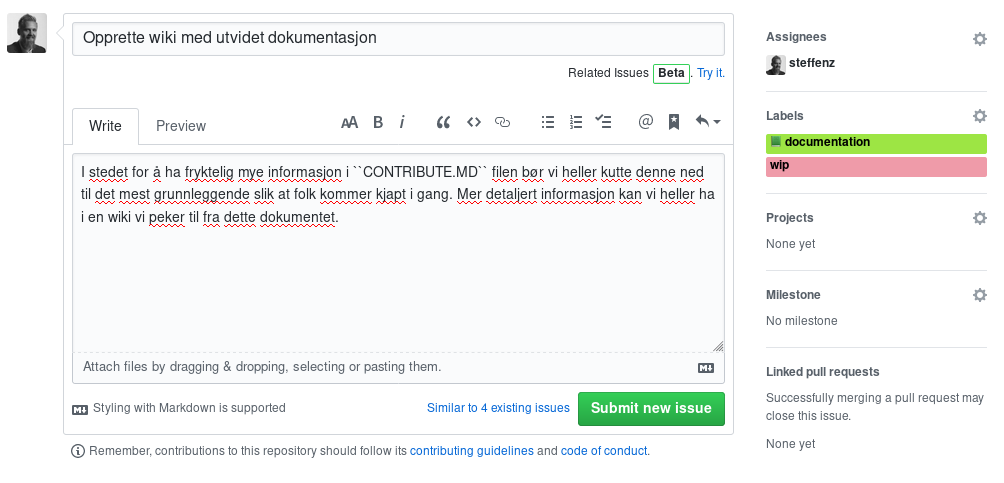 Opprette wiki med utvidet dokumentasjon
Related Issues Beta. Try it.
Write Preview
AA B i
I stedet for å ha fryktelig mye informasjon i ``CONTRIBUTE.MD`` filen bør vi heller kutte denne ned
til det mest grunnleggende slik at folk kommer kjapt i gang. Mer detaljert informasjon kan vi heller ha
i en wiki vi peker til fra dette dokumentet.
Attach files by dragging & dropping, selecting or pasting them.
Styling with Markdown is supported
Similar to 4 existing issues
Submit new issue
Remember, contributions to this repository should follow its contributing guidelines and code of conduct.
Assignees
steffenz
Labels
documentation
wip
Projects
None yet
Milestone
No milestone
Linked pull requests
Successfully merging a pull request may
close this issue.
None yet